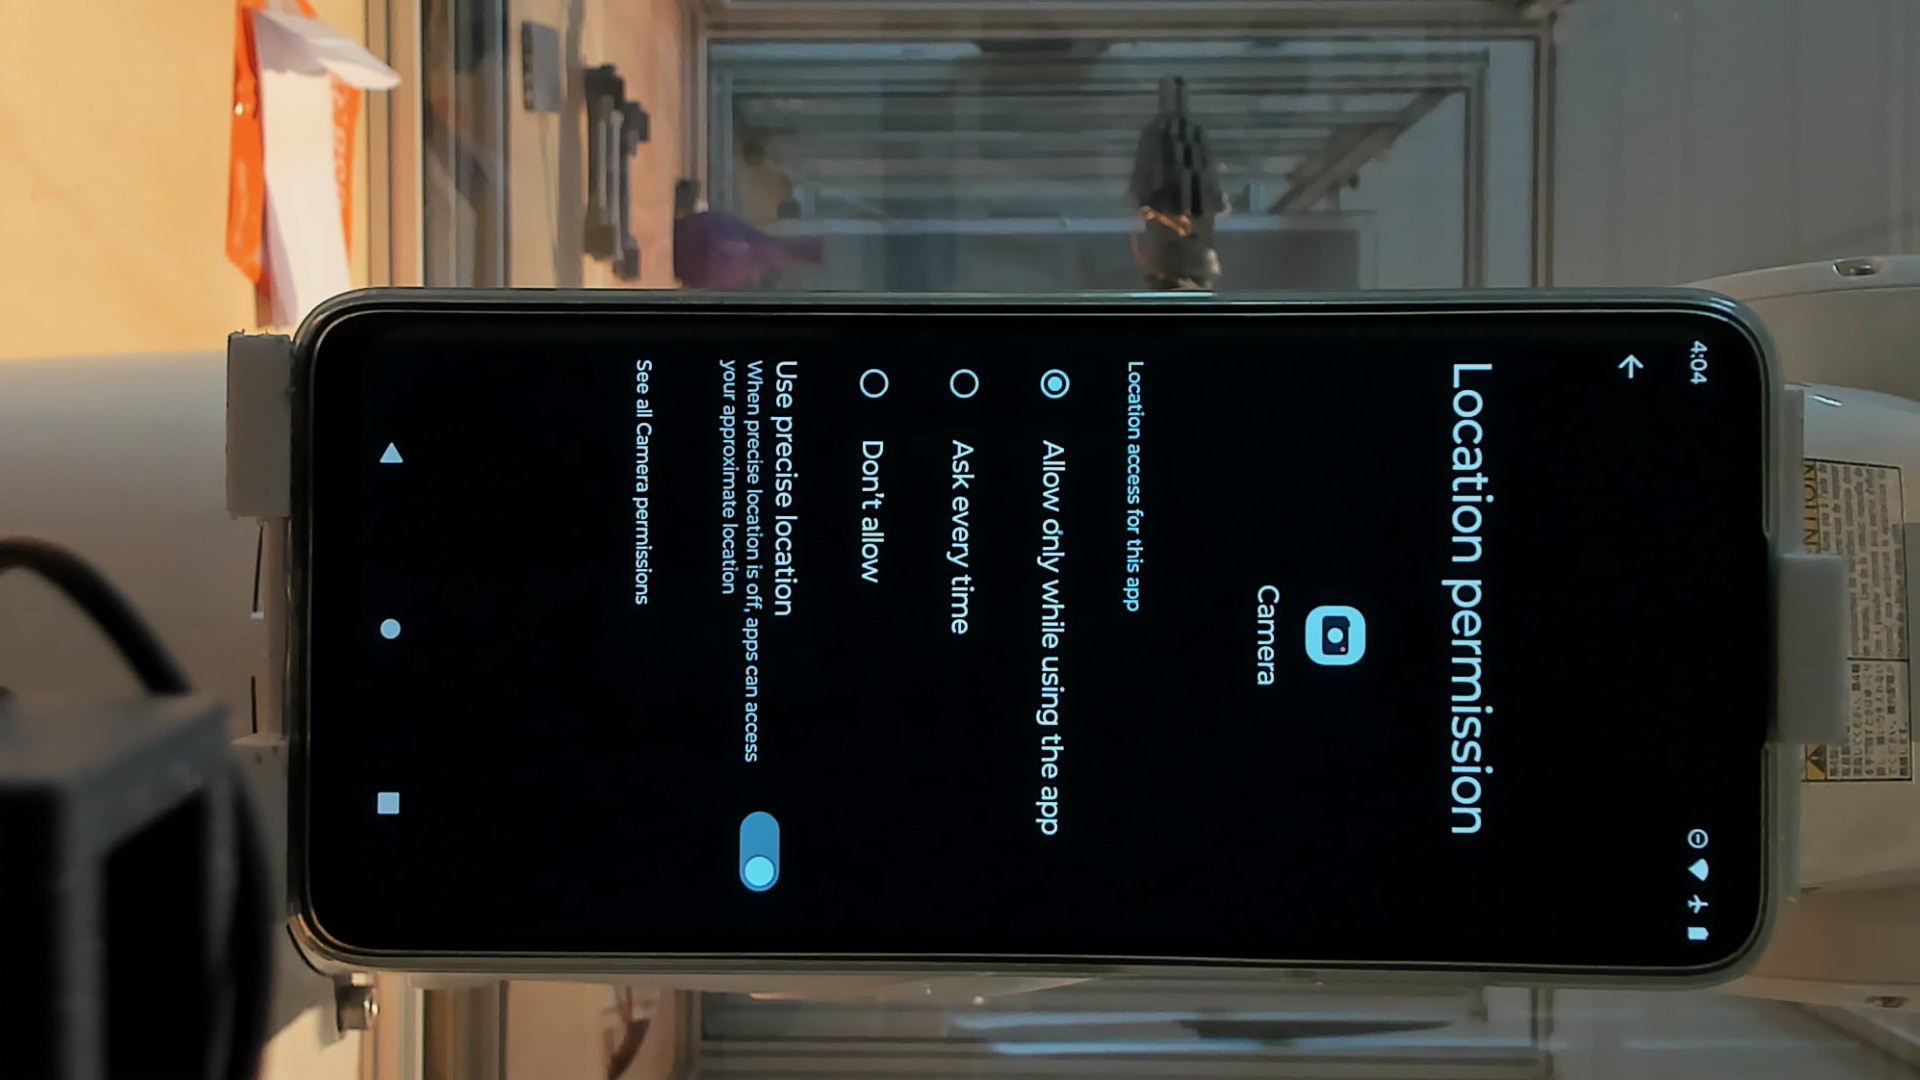 4:04
Location permission
Camera
Location access for this app
Allow only while using the app
Ask every time
Don't allow
Use precise location
When precise location is off, apps can access
your approximate location
See all Camera permissions